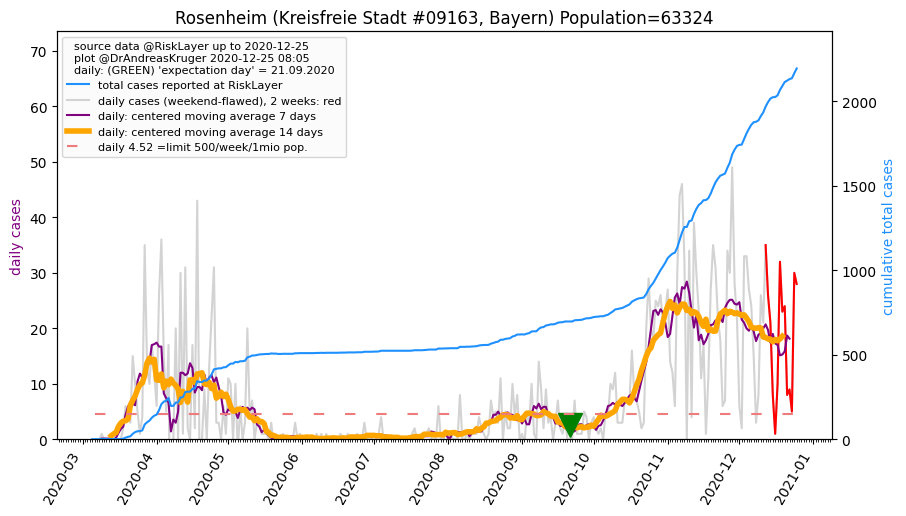 Rosenheim (Kreisfreie Stadt #09163, Bayern) Population=63324
source data @RiskLayer up to 2020-12-25
plot @DrAndreasKruger 2020-12-25 08:05
daily: (GREEN) 'expectation day' = 21.09.2020
total cases reported at RiskLayer
daily cases (weekend-flawed), 2 weeks: red
daily: centered moving average 7 days
daily: centered moving average 14 days
daily 4.52 =limit 500/week/1mio pop.
daily cases
70
60
50
40
30
20
10
0
cumulative total cases
2000
1500
1000
500
0
2020-03
2020-04
2020-05
2020-06
2020-07
2020-08
2020-09
2020-10
2020-11
2020-12
2021-01